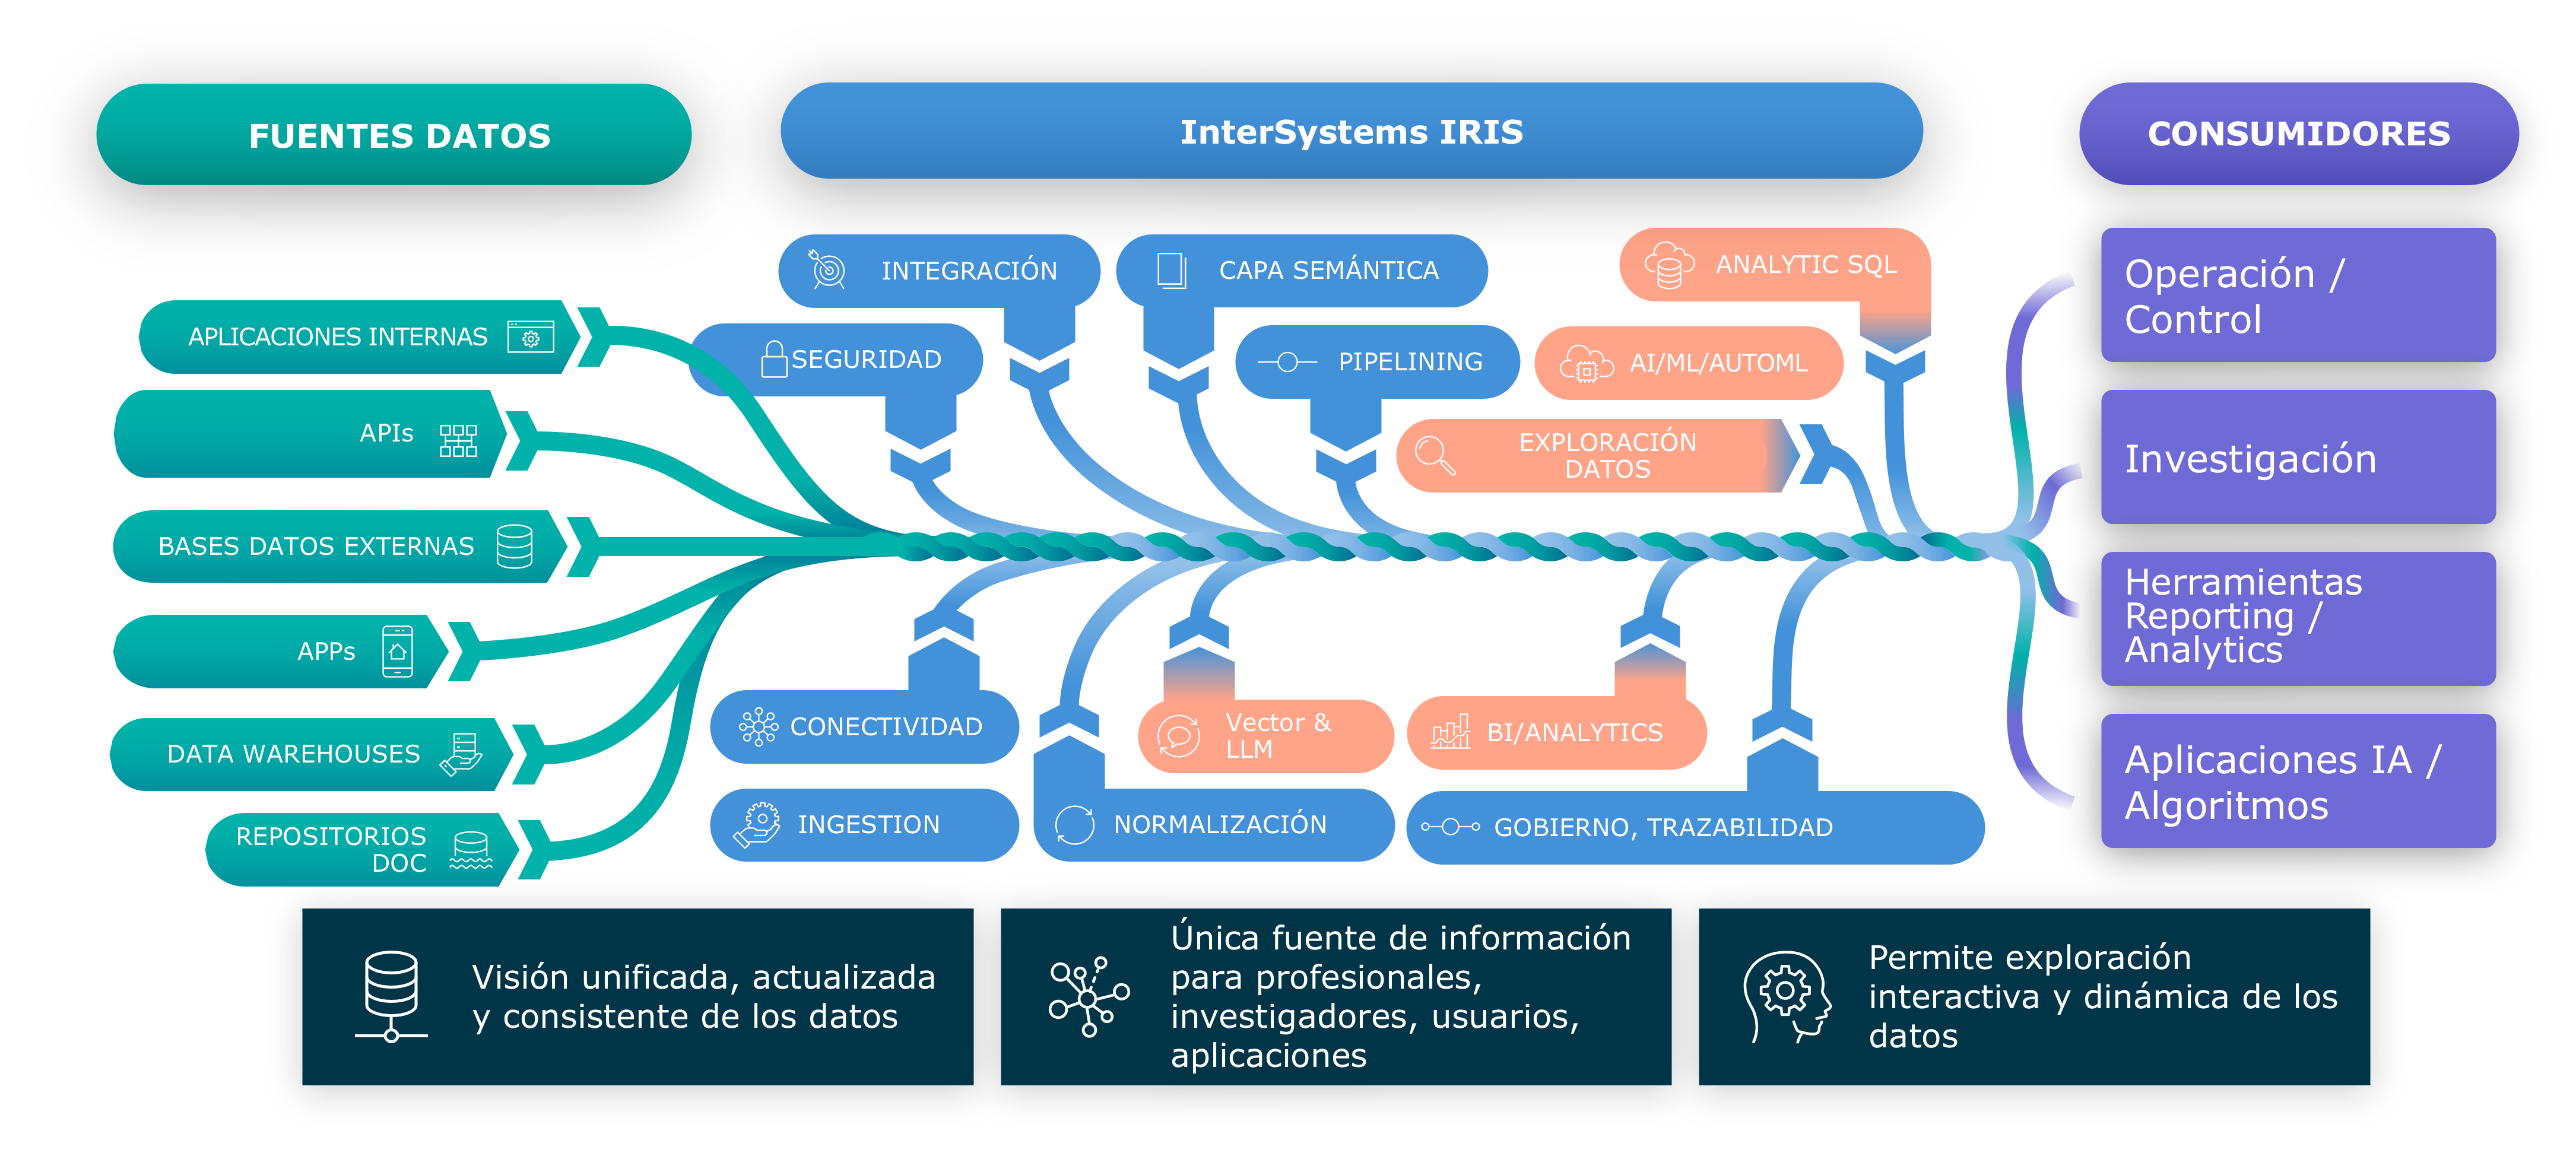 FUENTES DATOS
InterSystems IRIS
CONSUMIDORES
APLICACIONES INTERNAS
APIs
BASES DATOS EXTERNAS
APPs
DATA WAREHOUSES
REPOSITORIOS
DOC
INTEGRACIÓN
CAPA SEMÁNTICA
ANALYTIC SQL
SEGURIDAD
PIPELINING
AI/ML/AUTOML
EXPLORACIÓN
DATOS
CONECTIVIDAD
Vector &
LLM
BI/ANALYTICS
INGESTION
NORMALIZACIÓN
GOBIERNO, TRAZABILIDAD
Operación /
Control
Investigación
Herramientas
Reporting /
Analytics
Aplicaciones IA /
Algoritmos
Visión unificada, actualizada
y consistente de los datos
Única fuente de información
para profesionales,
investigadores, usuarios,
aplicaciones
Permite exploración
interactiva y dinámica de los
datos